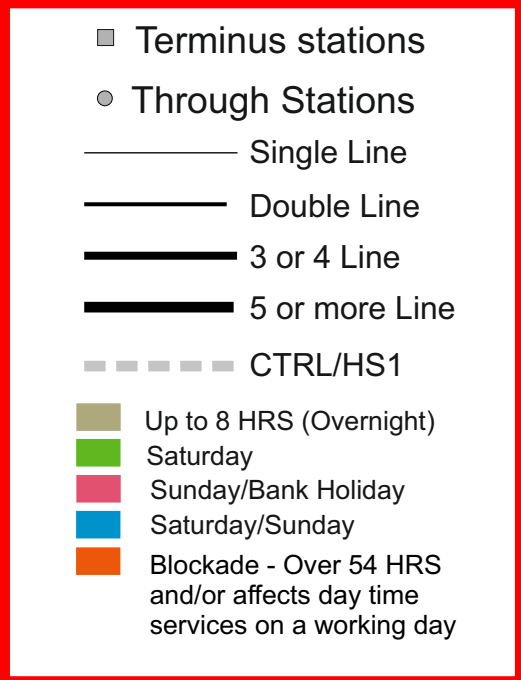 Terminus stations
Through Stations
Single Line
Double Line
3 or 4 Line
5 or more Line
CTRL/HS1
Up to 8 HRS (Overnight)
Saturday
Sunday/Bank Holiday
Saturday/Sunday
Blockade - Over 54 HRS
and/or affects day time
services on a working day